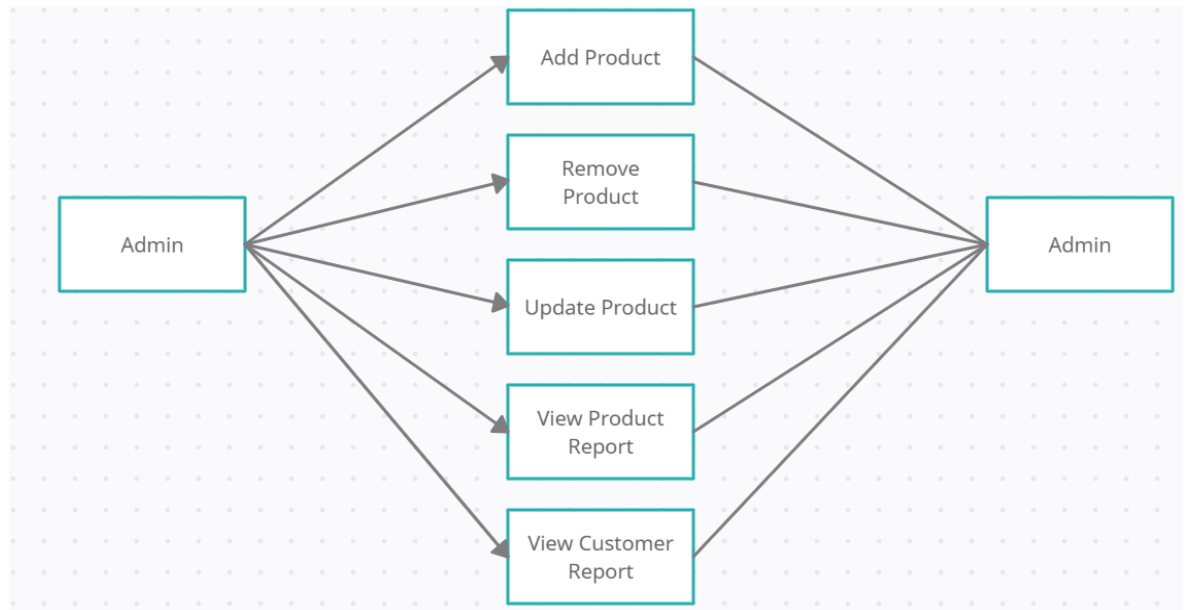 Add Product
Remove
Product
Admin
Admin
Update Product
View Product
Report
View Customer
Report